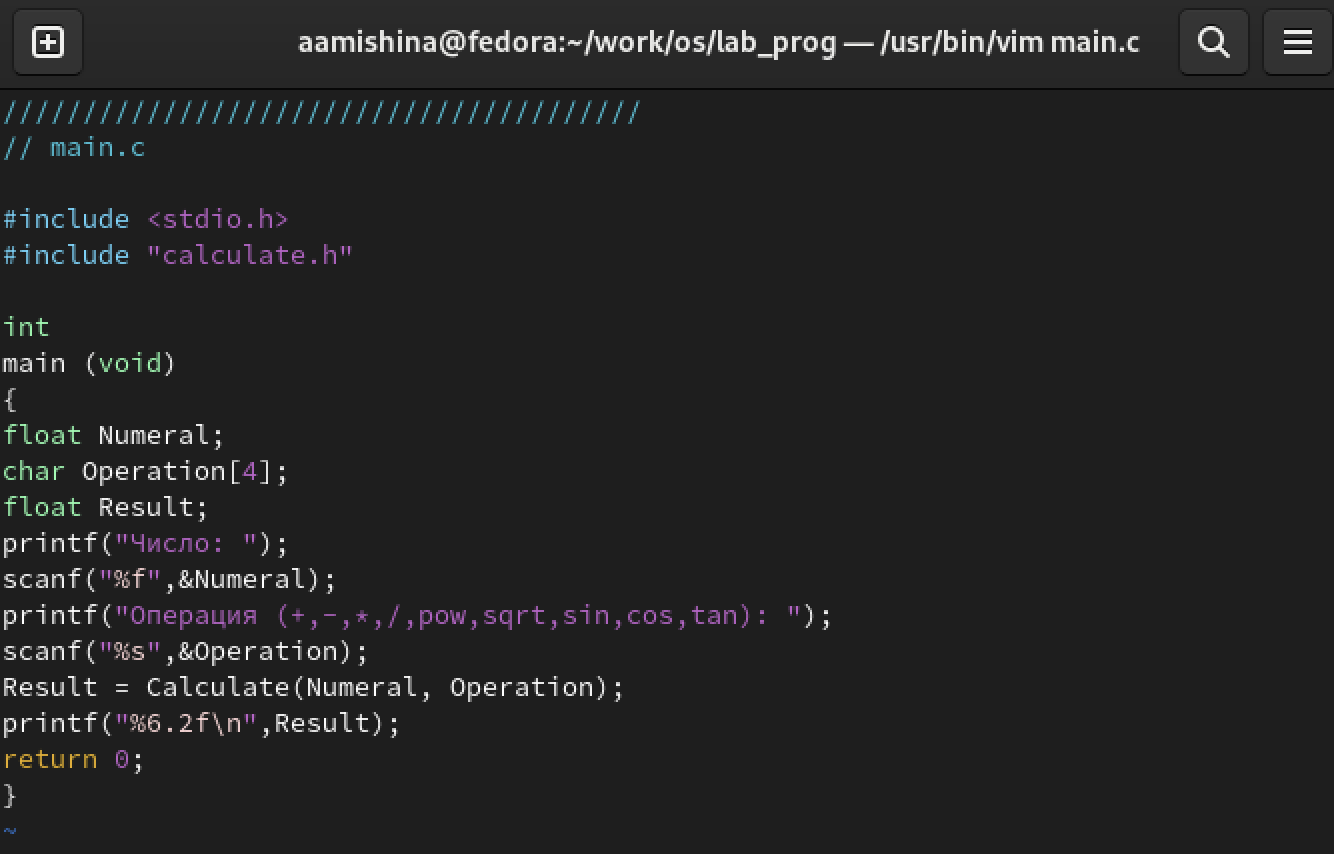 aamishina@fedora:~/work/os/lab_prog — /usr/bin/vim main.c
////////////////////////////////////////
// main.c
#include <stdio.h>
#include "calculate.h"
int
main (void)
{
float Numeral;
char Operation[4];
float Result;
printf("Число: ");
scanf("%f",&Numeral);
printf("Операция (+,-,*,/,pow,sqrt,sin,cos,tan): ");
scanf("%s",&Operation);
Result = Calculate(Numeral, Operation);
printf("%6.2f\n",Result);
return 0;
}
~